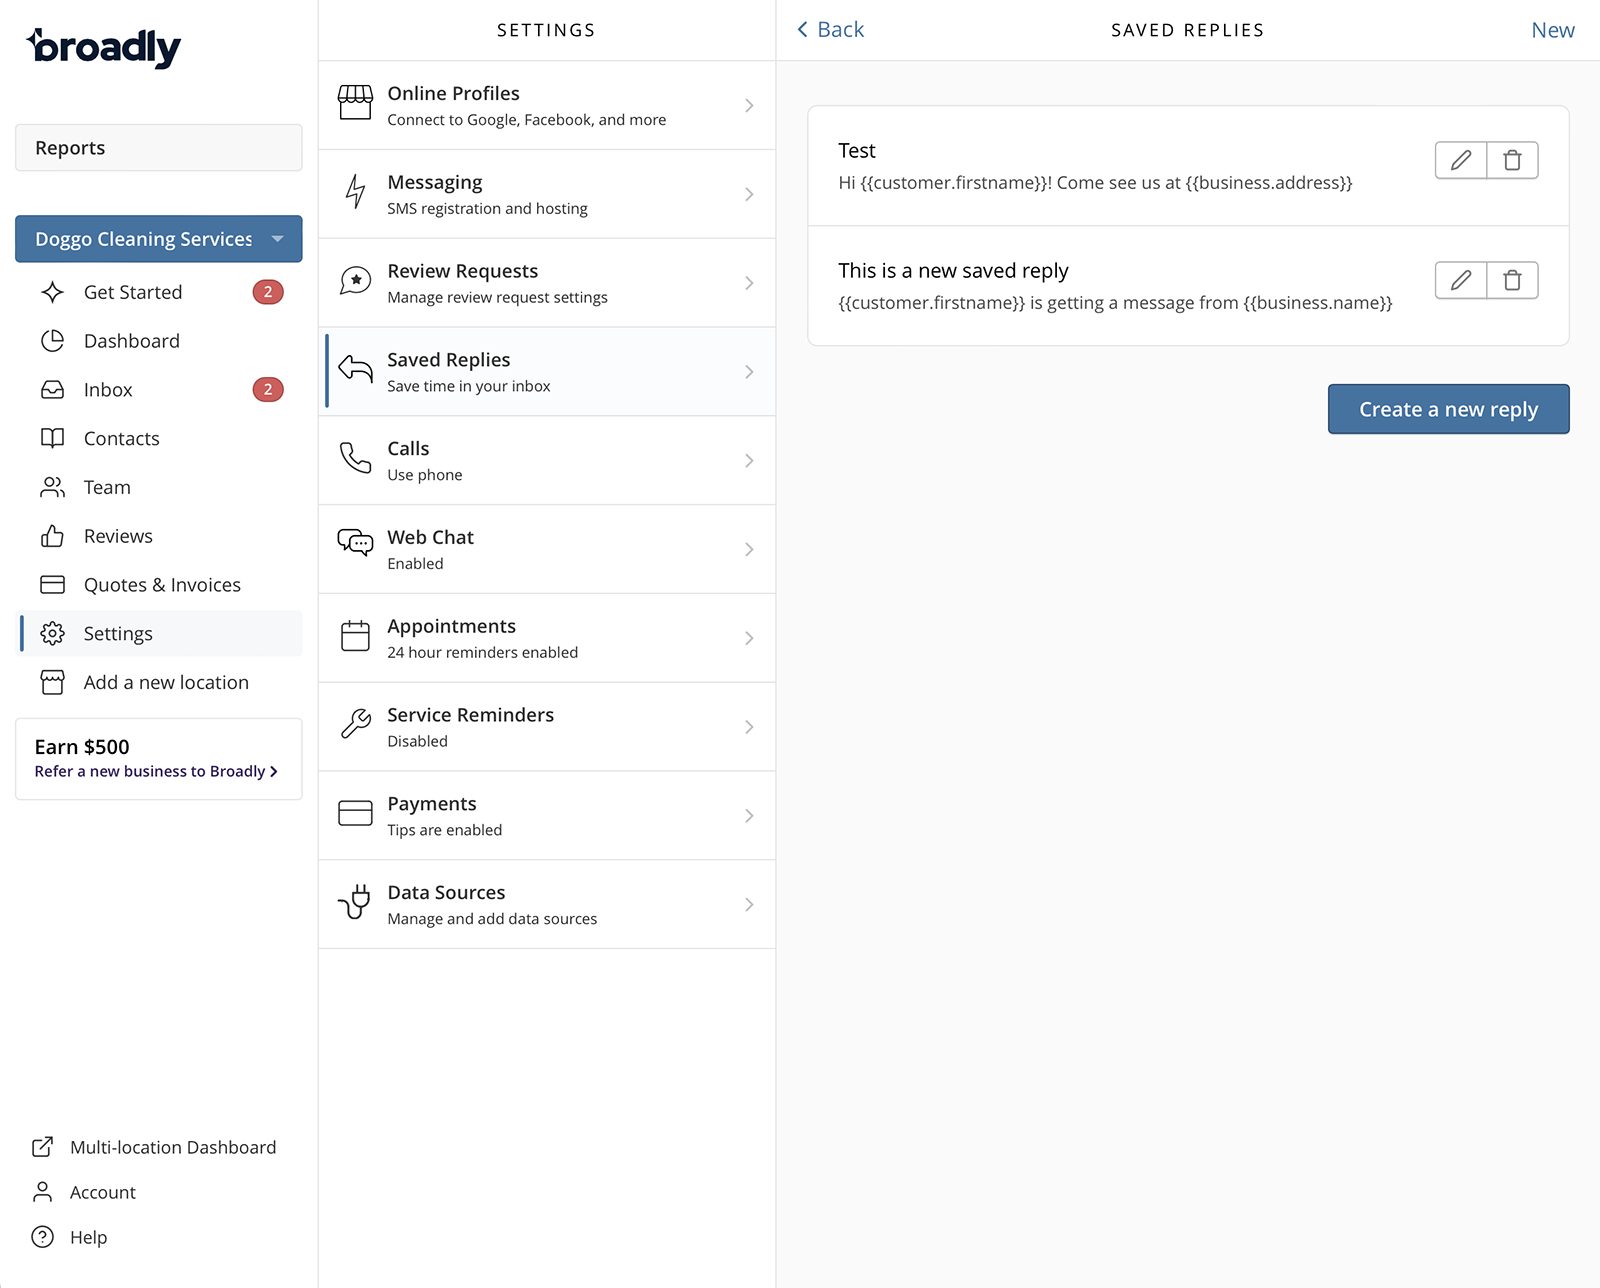 broadly
Reports
Doggo Cleaning Services
Get Started
2
Dashboard
Inbox
2
Contacts
Team
Reviews
Quotes & Invoices
Settings
Add a new location
Earn $500
Refer a new business to Broadly
Multi-location Dashboard
Account
Help
SETTINGS
Online Profiles
Connect to Google, Facebook, and more
Messaging
SMS registration and hosting
Review Requests
Manage review request settings
Saved Replies
Save time in your inbox
Calls
Use phone
Web Chat
Enabled
Appointments
24 hour reminders enabled
Service Reminders
Disabled
Payments
Tips are enabled
Data Sources
Manage and add data sources
Back
SAVED REPLIES
New
Test
Hi {{customer.firstname}}! Come see us at {{business.address}}
This is a new saved reply
{{customer.firstname}} is getting a message from {{business.name}}
Create a new reply